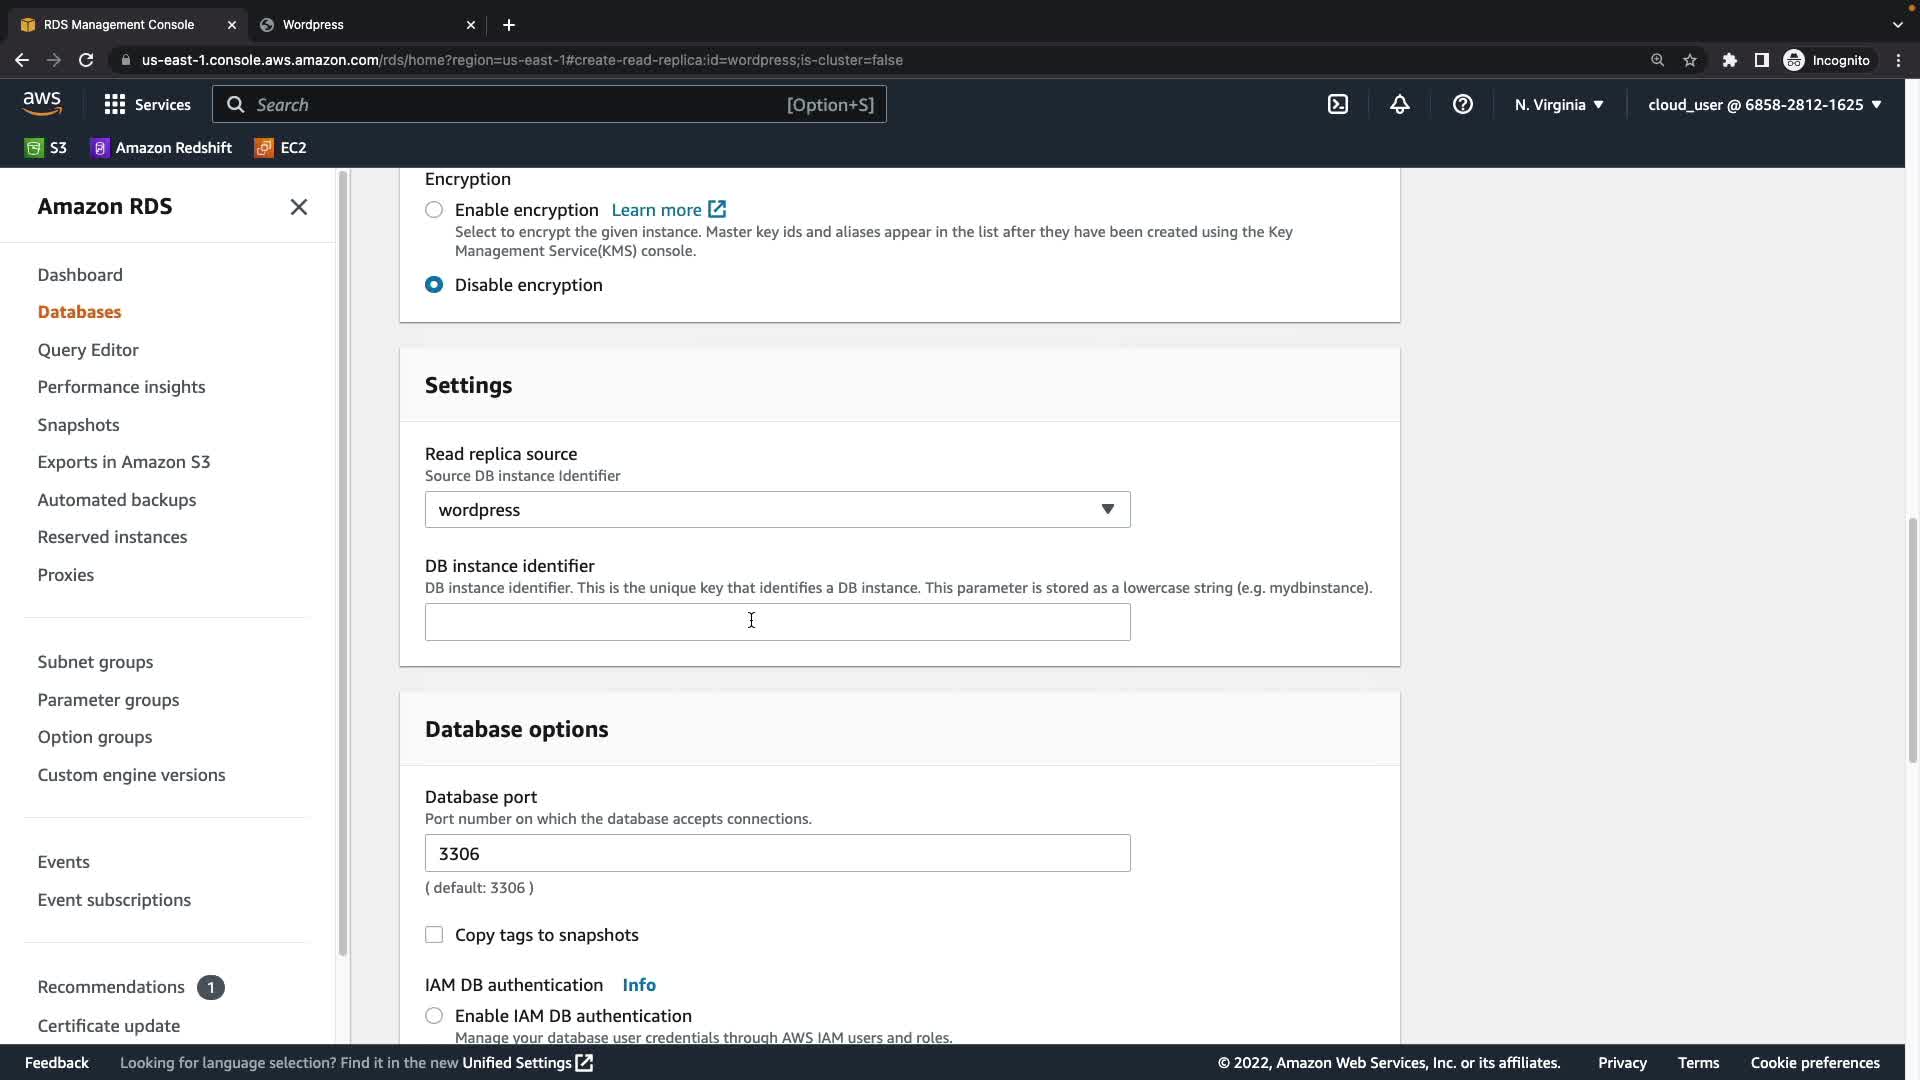 RDS Management Console
Wordpress
us-east-1.console.aws.amazon.com/rds/home?region=us-east-1#create-read-replica:id=wordpress;is-cluster=false
Incognito
aws
Services
Search
[Option+S]
N. Virginia
cloud_user @ 6858-2812-1625
S3
Amazon Redshift
EC2
Amazon RDS
Dashboard
Databases
Query Editor
Performance insights
Snapshots
Exports in Amazon S3
Automated backups
Reserved instances
Proxies
Subnet groups
Parameter groups
Option groups
Custom engine versions
Events
Event subscriptions
Recommendations 1
Certificate update
Encryption
Enable encryption Learn more
Select to encrypt the given instance. Master key ids and aliases appear in the list after they have been created using the Key
Management Service(KMS) console.
Disable encryption
Settings
Read replica source
Source DB instance Identifier
wordpress
DB instance identifier
DB instance identifier. This is the unique key that identifies a DB instance. This parameter is stored as a lowercase string (e.g. mydbinstance).
Database options
Database port
Port number on which the database accepts connections.
3306
( default: 3306 )
Copy tags to snapshots
IAM DB authentication Info
Enable IAM DB authentication
Manage your database user credentials through AWS IAM users and roles.
Feedback
Looking for language selection? Find it in the new Unified Settings
© 2022, Amazon Web Services, Inc. or its affiliates.
Privacy
Terms
Cookie preferences